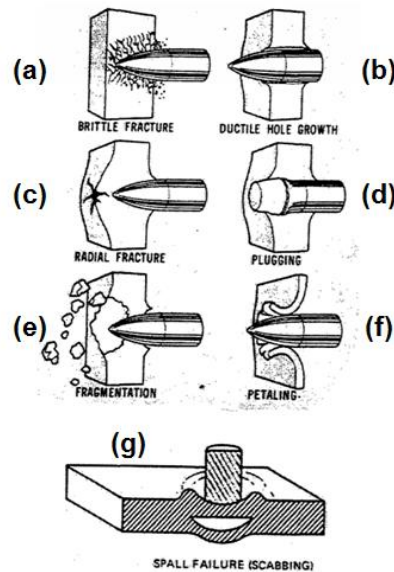 (a)
(b)
BRITTLE FRACTURE
DUCTILE HOLE GROWTH
(c)
(d)
RADIAL FRACTURE
PLUGGING
(e)
(f)
FRAGMENTATION
PETALING.
(g)
SPALL FAILURE (SCABBING)